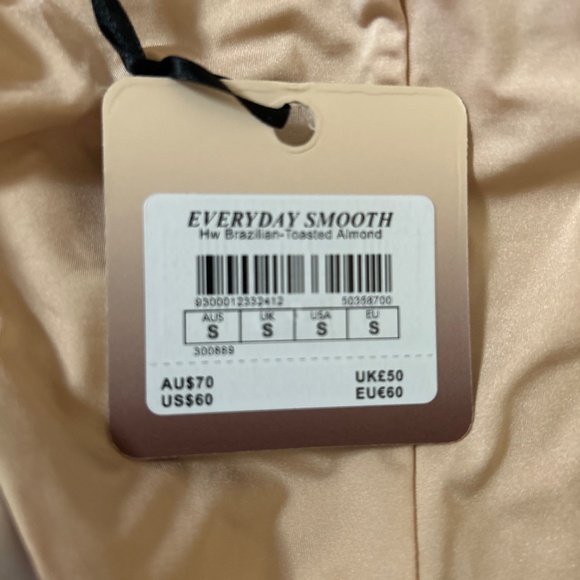 EVERYDAY SMOOTH
Hw Brazilian-Toasted Almond
9300012332412 50358700
AUS UK USA EU
S S S S
300889
AU$70 UK£50
US$60 EU€60